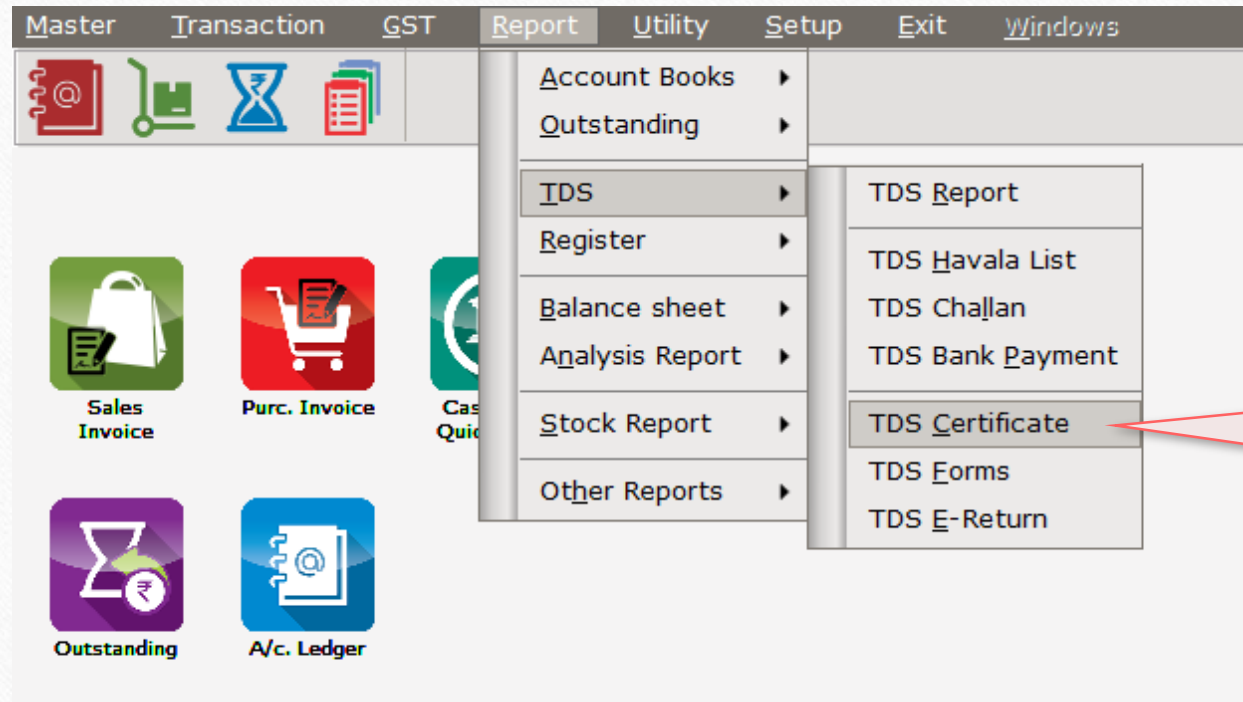 Master Transaction GST Report Utility Setup Exit Windows
Account Books
Outstanding
TDS
Register
Balance sheet
Analysis Report
Stock Report
Other Reports
TDS Report
TDS Havala List
TDS Challan
TDS Bank Payment
TDS Certificate
TDS Forms
TDS E-Return
Sales
Invoice
Purc. Invoice
Outstanding
A/c. Ledger